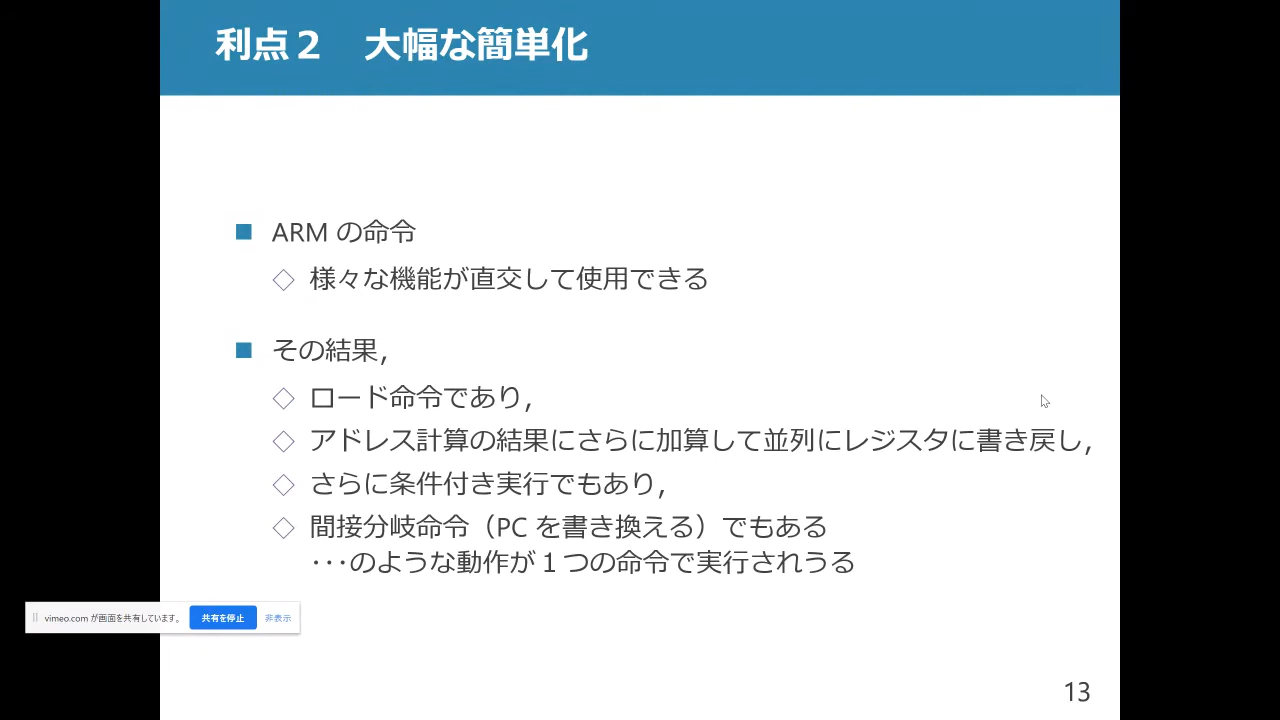 利点２　大幅な簡単化
ARM の命令
様々な機能が直交して使用できる
その結果,
ロード命令であり,
アドレス計算の結果にさらに加算して並列にレジスタに書き戻し,
さらに条件付き実行でもあり,
間接分岐命令（PC を書き換える）でもある
･･･のような動作が１つの命令で実行されうる
vimeo.com が画面を共有しています。 共有を停止 非表示
13